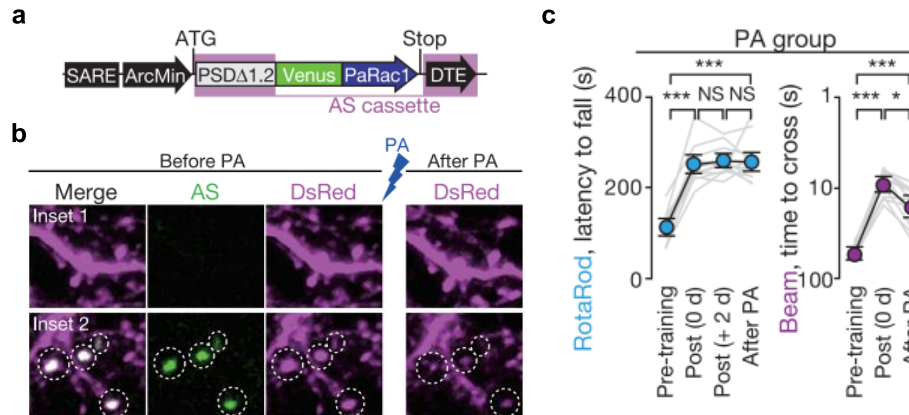 a
ATG
Stop
SARE ArcMin PSDΔ1.2 Venus PaRac1 DTE
AS cassette
b
PA
Before PA
After PA
Merge
AS
DsRed
DsRed
Inset 1
Inset 2
c
PA group
RotaRod, latency to fall (s)
400
200
0
***
*** NS NS
Pre-training
Post (0 d)
Post (+ 2 d)
After PA
Beam, time to cross (s)
1
10
100
***
*** *
Pre-training
Post (0 d)
After PA